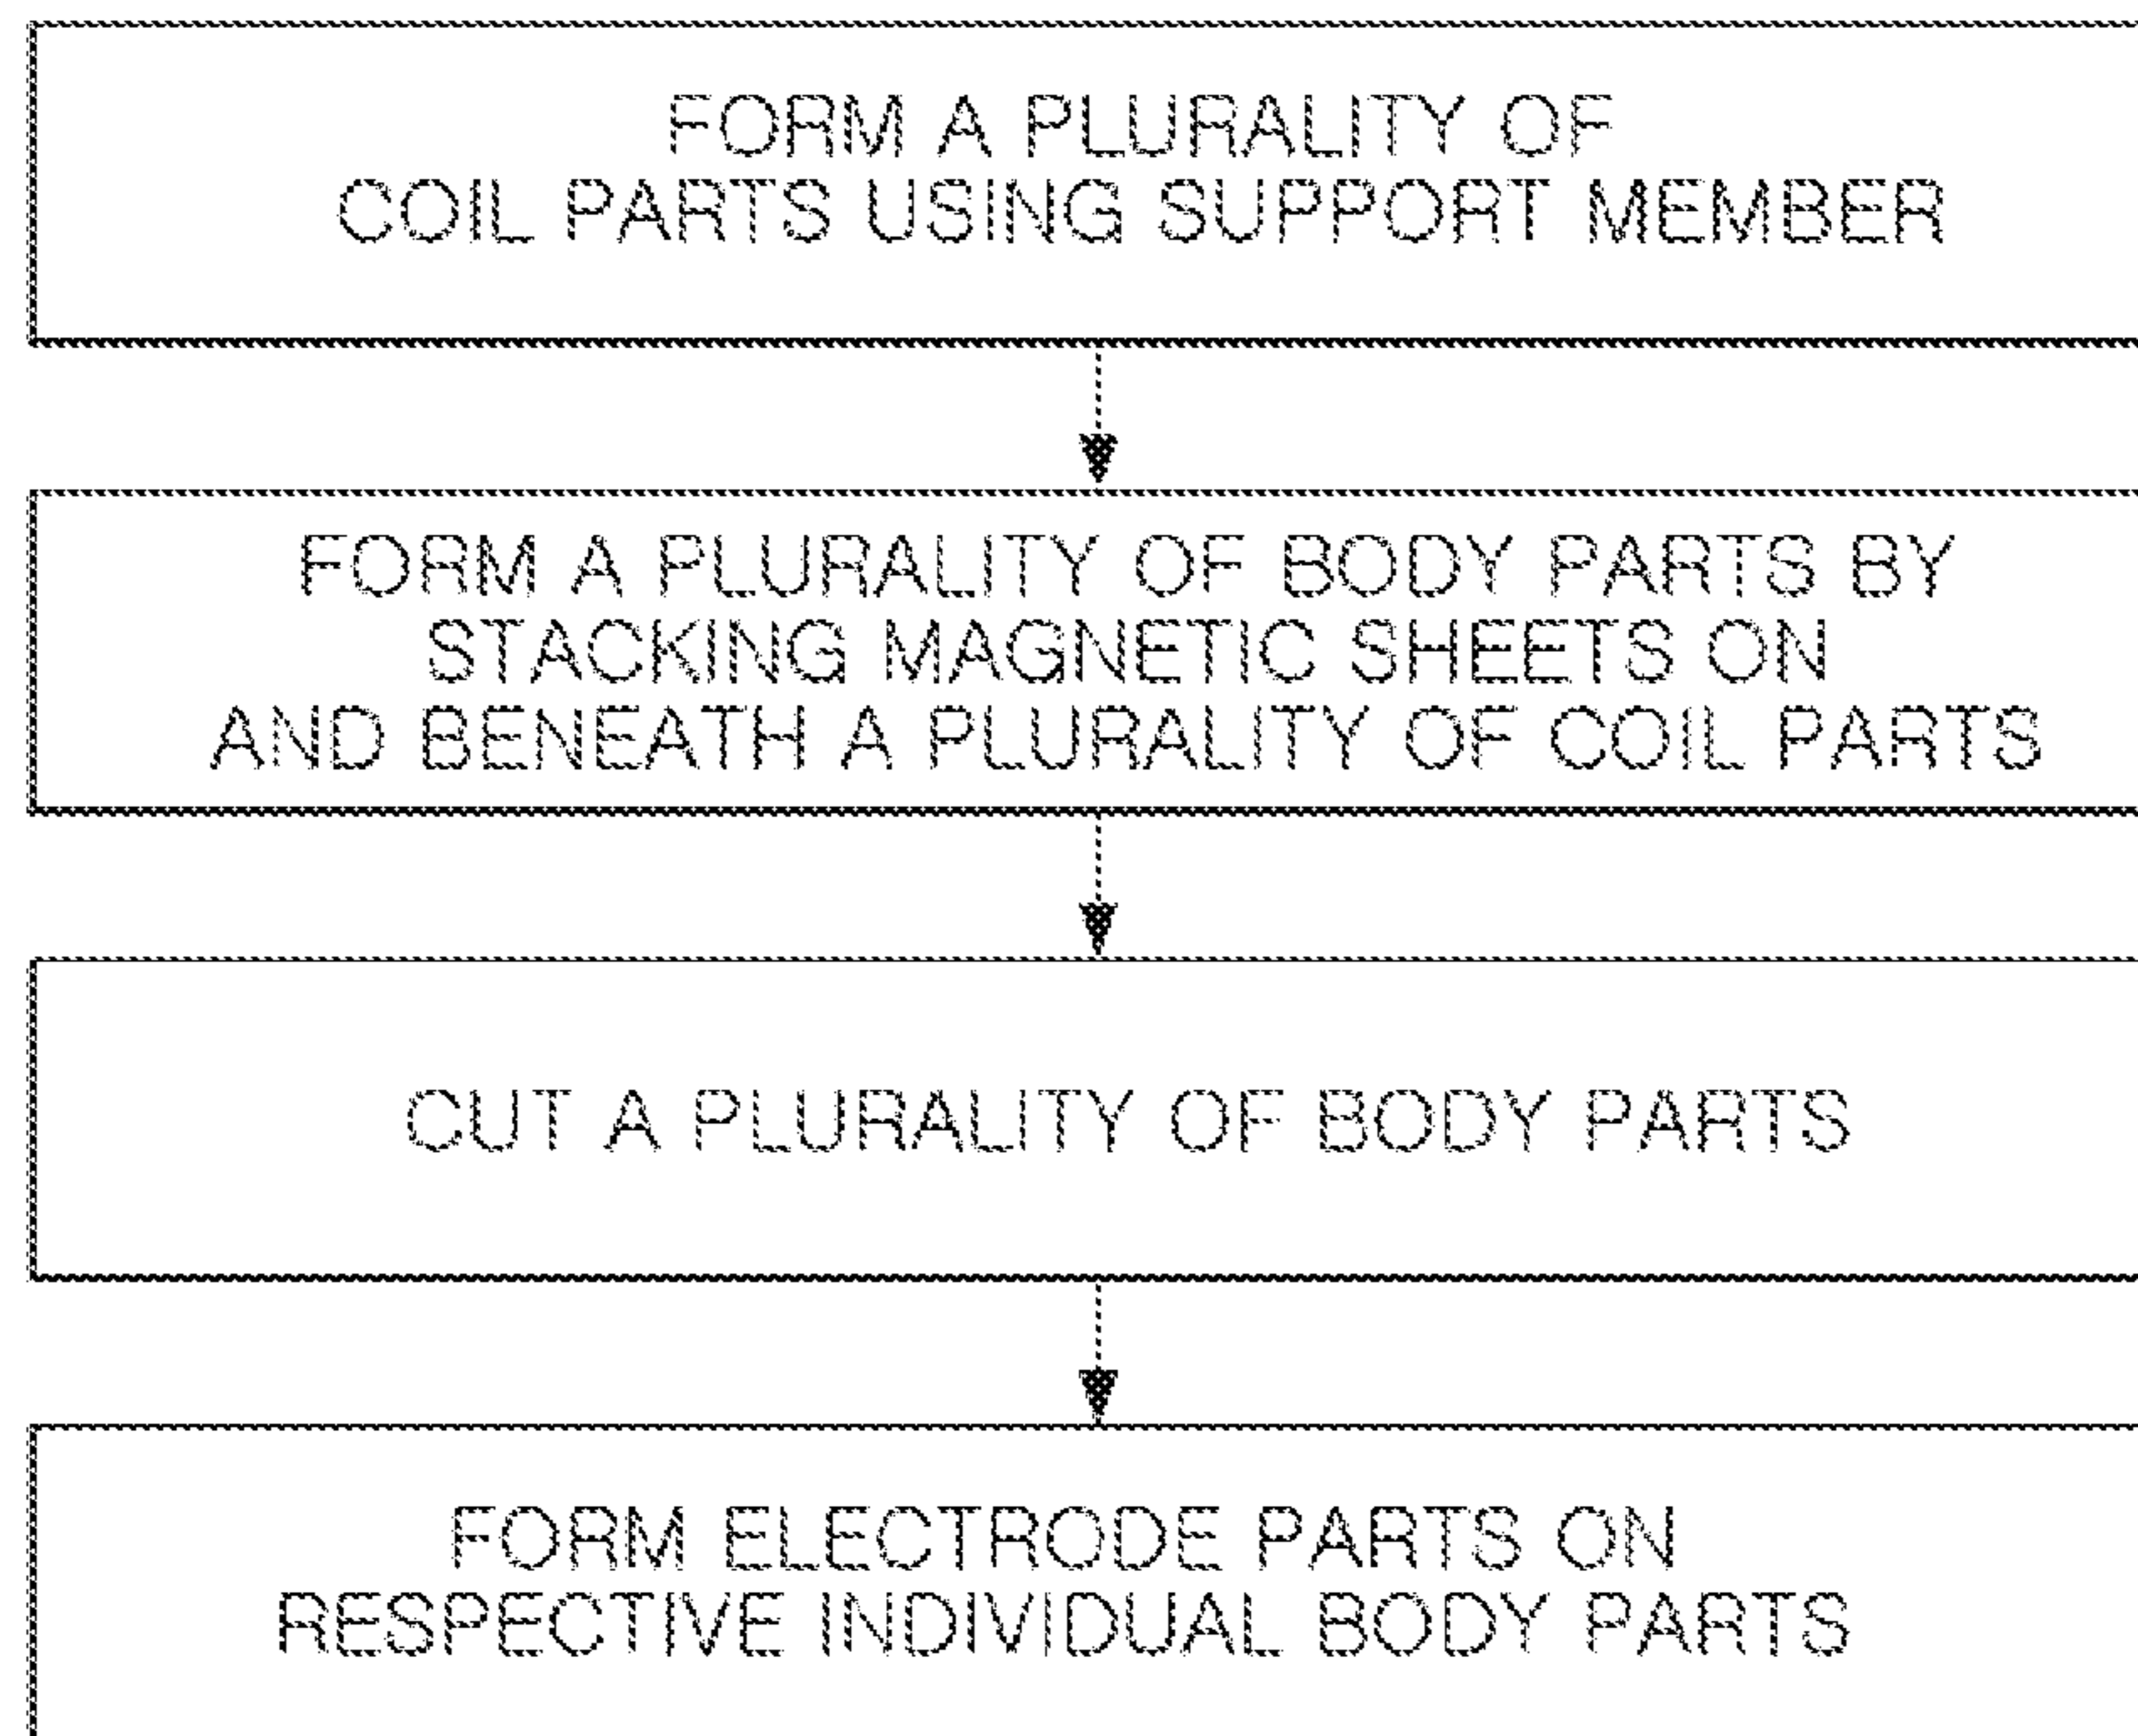 FORM A PLURALITY OF
COIL PARTS USING SUPPORT MEMBER
FORM A PLURALITY OF BODY PARTS BY
STACKING MAGNETIC SHEETS ON
AND BENEATH A PLURALITY OF COIL PARTS
CUT A PLURALITY OF BODY PARTS
FORM ELECTRODE PARTS ON
RESPECTIVE INDIVIDUAL BODY PARTS